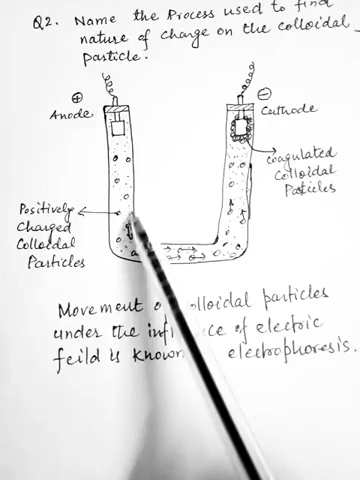 Q2. Name the Process used to find
nature of charge on the colloidal
particle.
+
Anode
−
Cathode
coagulated
Colloidal
Particles
Positively
Charged
Colloidal
Particles
Movement colloidal particles
under the of electric
feild is known electrophoresis.